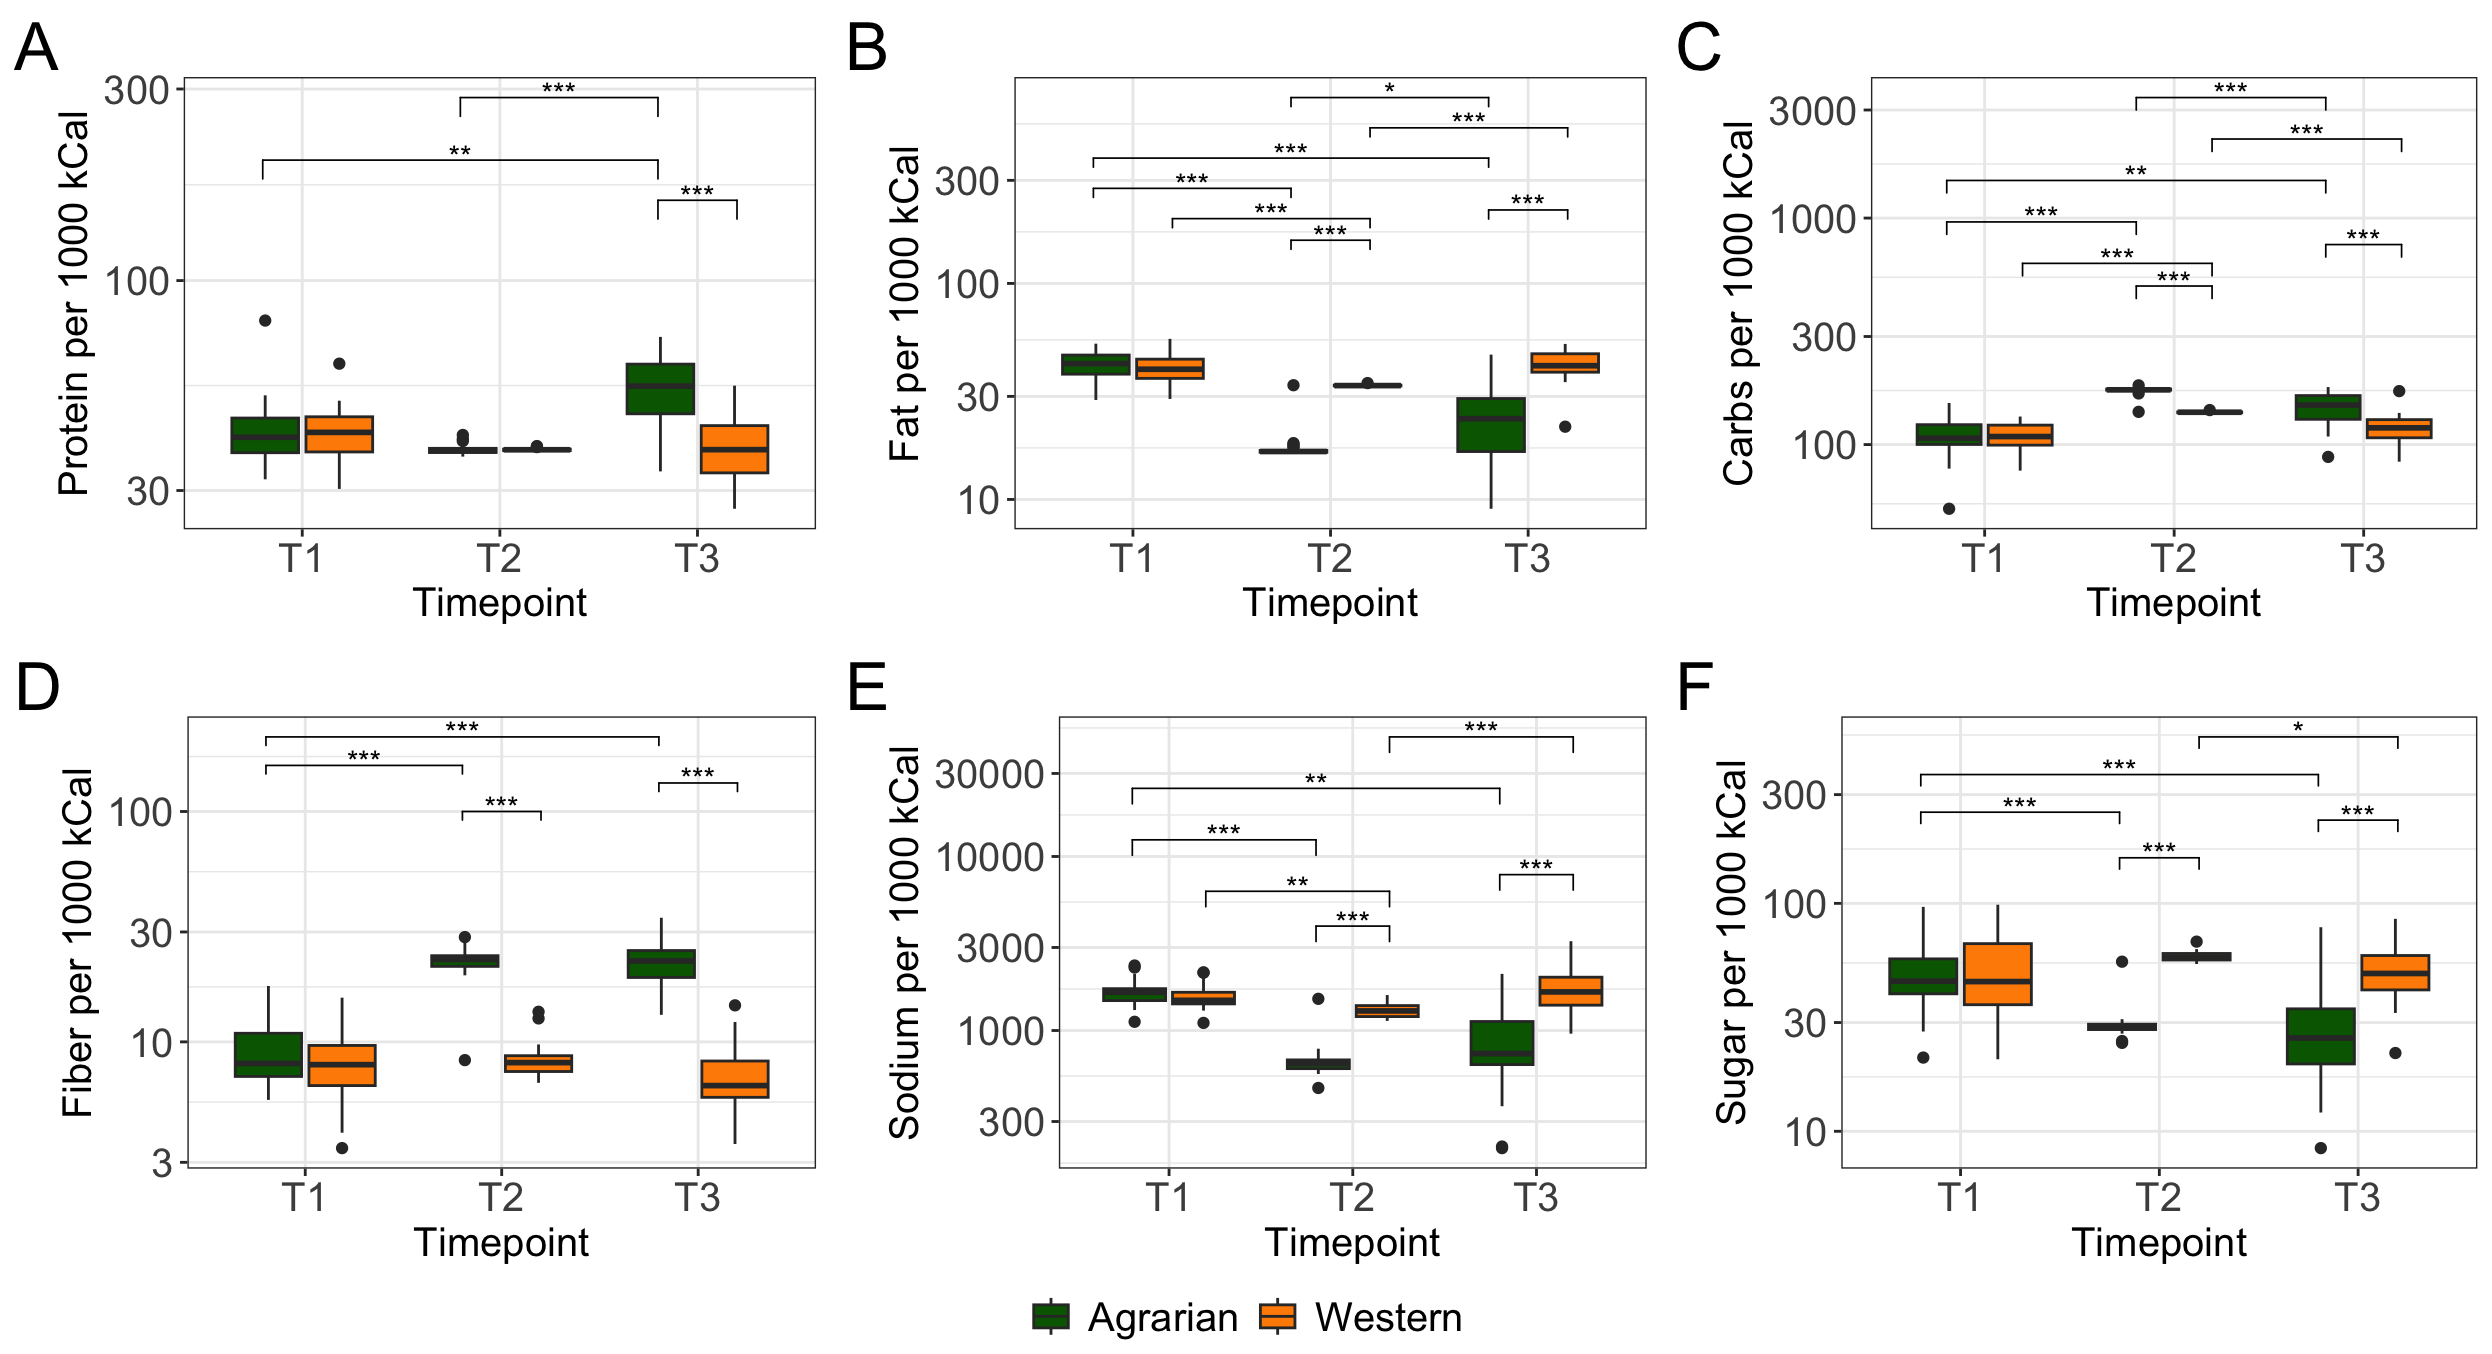 A
Protein per 1000 kCal
300
100
30
***
**
***
T1 T2 T3
Timepoint
B
Fat per 1000 kCal
300
100
30
10
*
***
***
***
***
***
***
T1 T2 T3
Timepoint
C
Carbs per 1000 kCal
3000
1000
300
100
***
***
**
***
***
***
***
T1 T2 T3
Timepoint
D
Fiber per 1000 kCal
100
30
10
3
***
***
***
***
T1 T2 T3
Timepoint
E
Sodium per 1000 kCal
30000
10000
3000
1000
300
***
**
***
***
**
***
T1 T2 T3
Timepoint
F
Sugar per 1000 kCal
300
100
30
10
*
***
***
***
***
T1 T2 T3
Timepoint
Agrarian Western